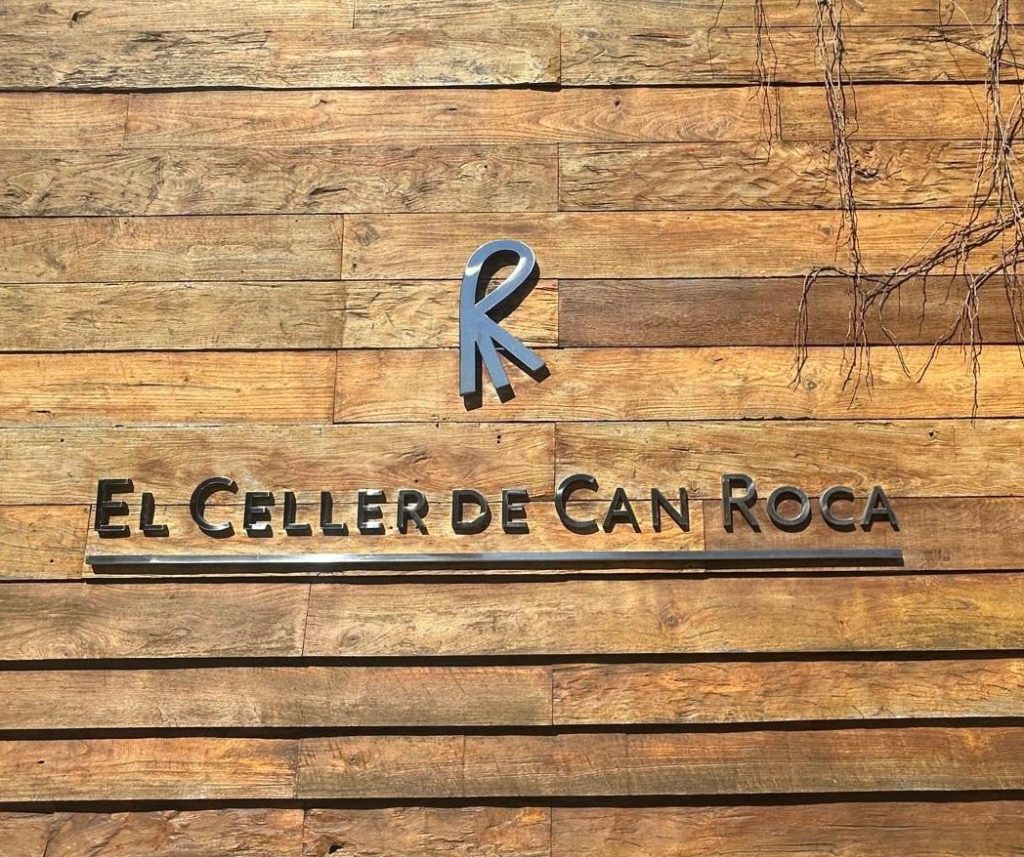 R
EL CELLER DE CAN ROCA